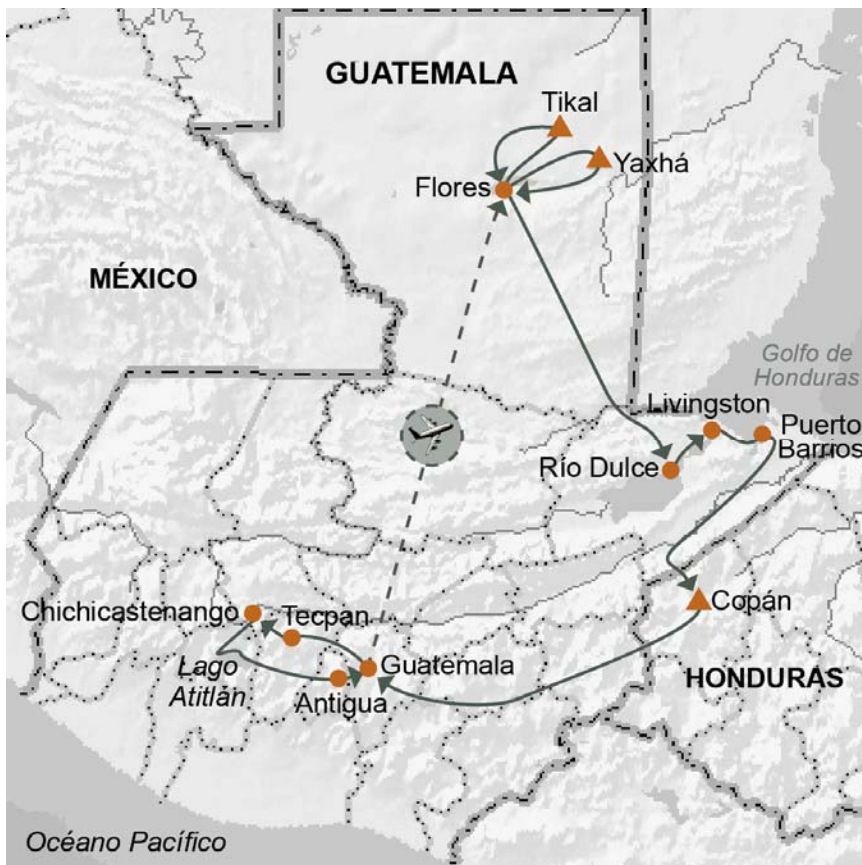 GUATEMALA
Tikal
Yaxhá
Flores
MÉXICO
Golfo de
Honduras
Livingston
Puerto
Barrios
Río Dulce
Chichicastenango
Tecpan
Copán
Lago
Atitlán
Guatemala
Antigua
HONDURAS
Océano Pacífico